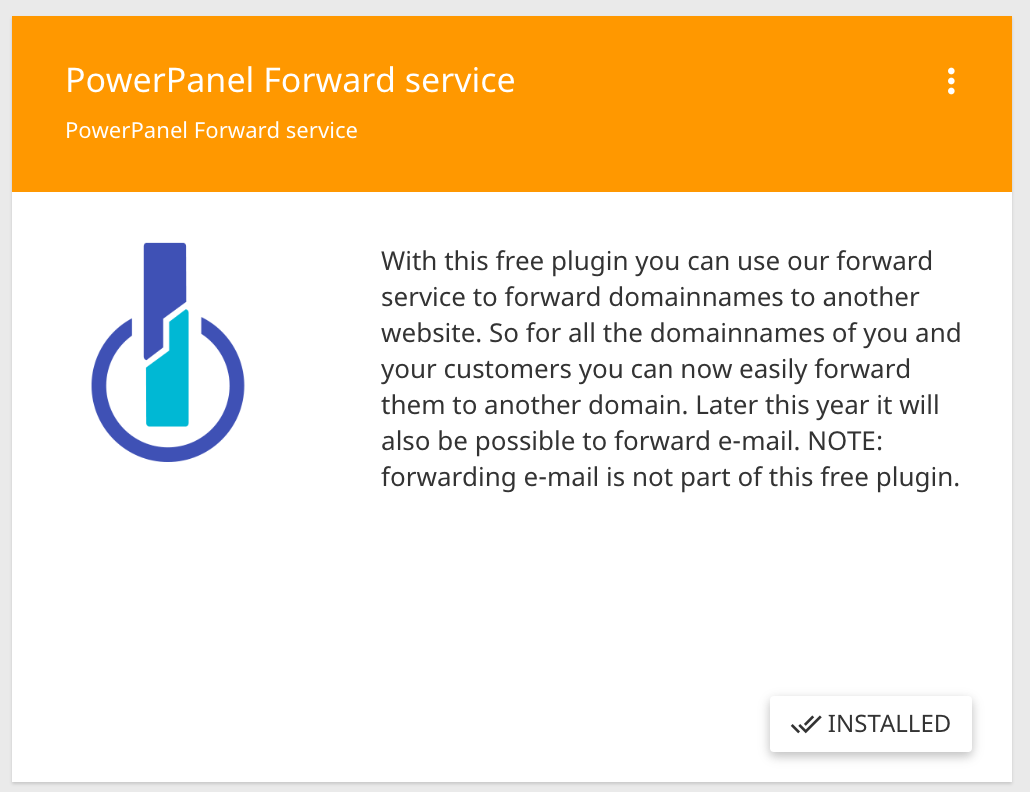 PowerPanel Forward service
PowerPanel Forward service
With this free plugin you can use our forward
service to forward domainnames to another
website. So for all the domainnames of you and
your customers you can now easily forward
them to another domain. Later this year it will
also be possible to forward e-mail. NOTE:
forwarding e-mail is not part of this free plugin.
INSTALLED